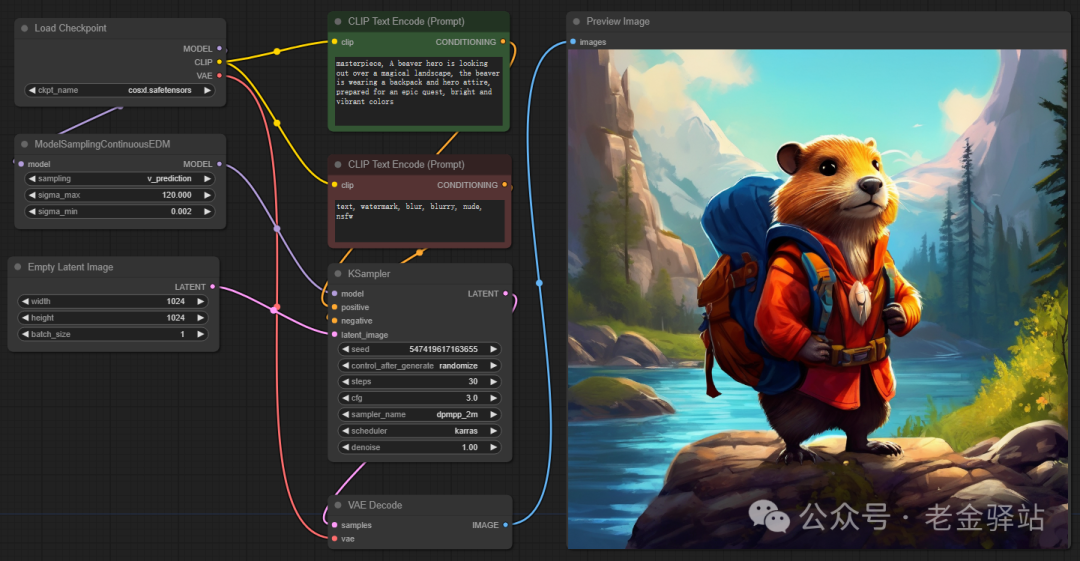 Load Checkpoint
MODEL
CLIP
VAE
ckpt_name cosxl.safetensors
ModelSamplingContinuousEDM
model MODEL
sampling v_prediction
sigma_max 120.000
sigma_min 0.002
Empty Latent Image
LATENT
width 1024
height 1024
batch_size 1
CLIP Text Encode (Prompt)
clip CONDITIONING
masterpiece, A beaver hero is looking
out over a magical landscape, the beaver
is wearing a backpack and hero attire,
prepared for an epic quest, bright and
vibrant colors
CLIP Text Encode (Prompt)
clip CONDITIONING
text, watermark, blur, blurry, nude,
nsfw
KSampler
model LATENT
positive
negative
latent_image
seed 547419617163655
control_after_generate randomize
steps 30
cfg 3.0
sampler_name dpmpp_2m
scheduler karras
denoise 1.00
VAE Decode
samples IMAGE
vae
Preview Image
images
公众号 · 老金驿站